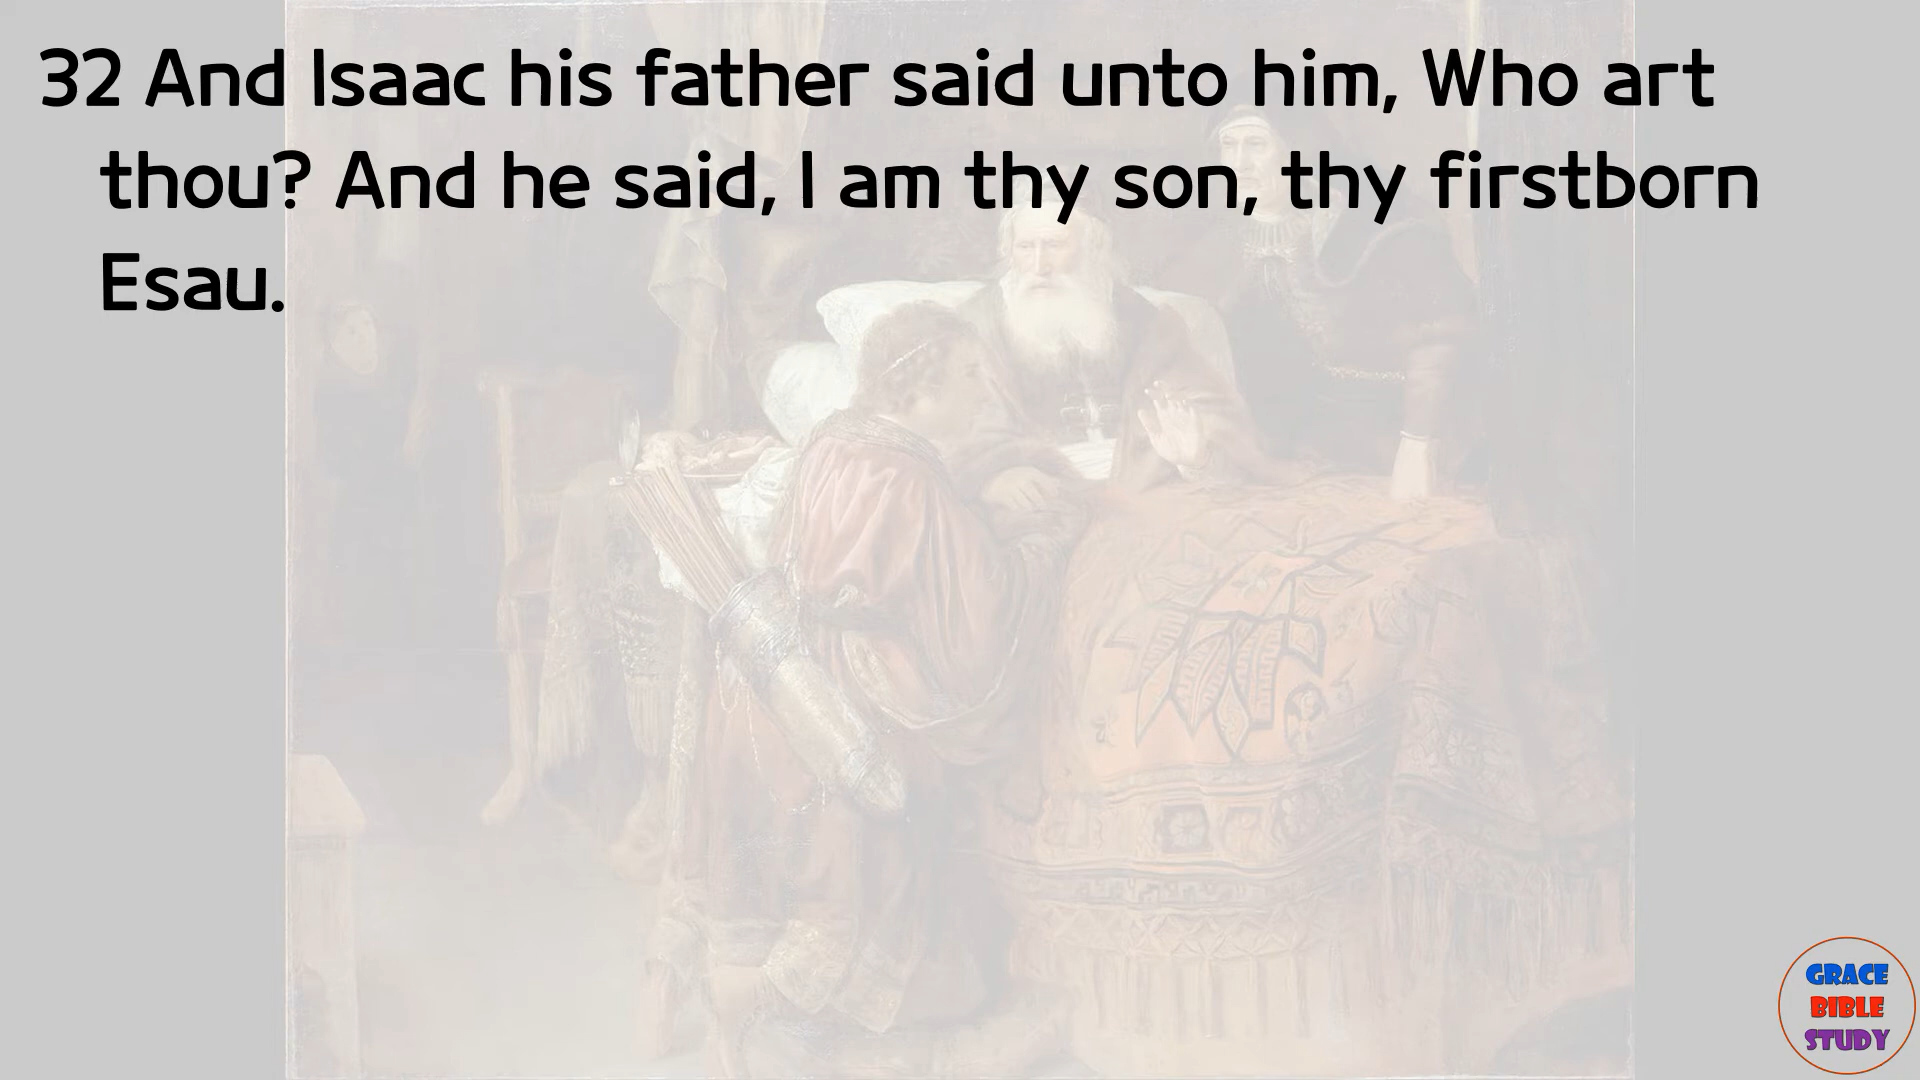 32 And Isaac his father said unto him, Who art
thou? And he said, I am thy son, thy firstborn
Esau.
GRACE
BIBLE
STUDY